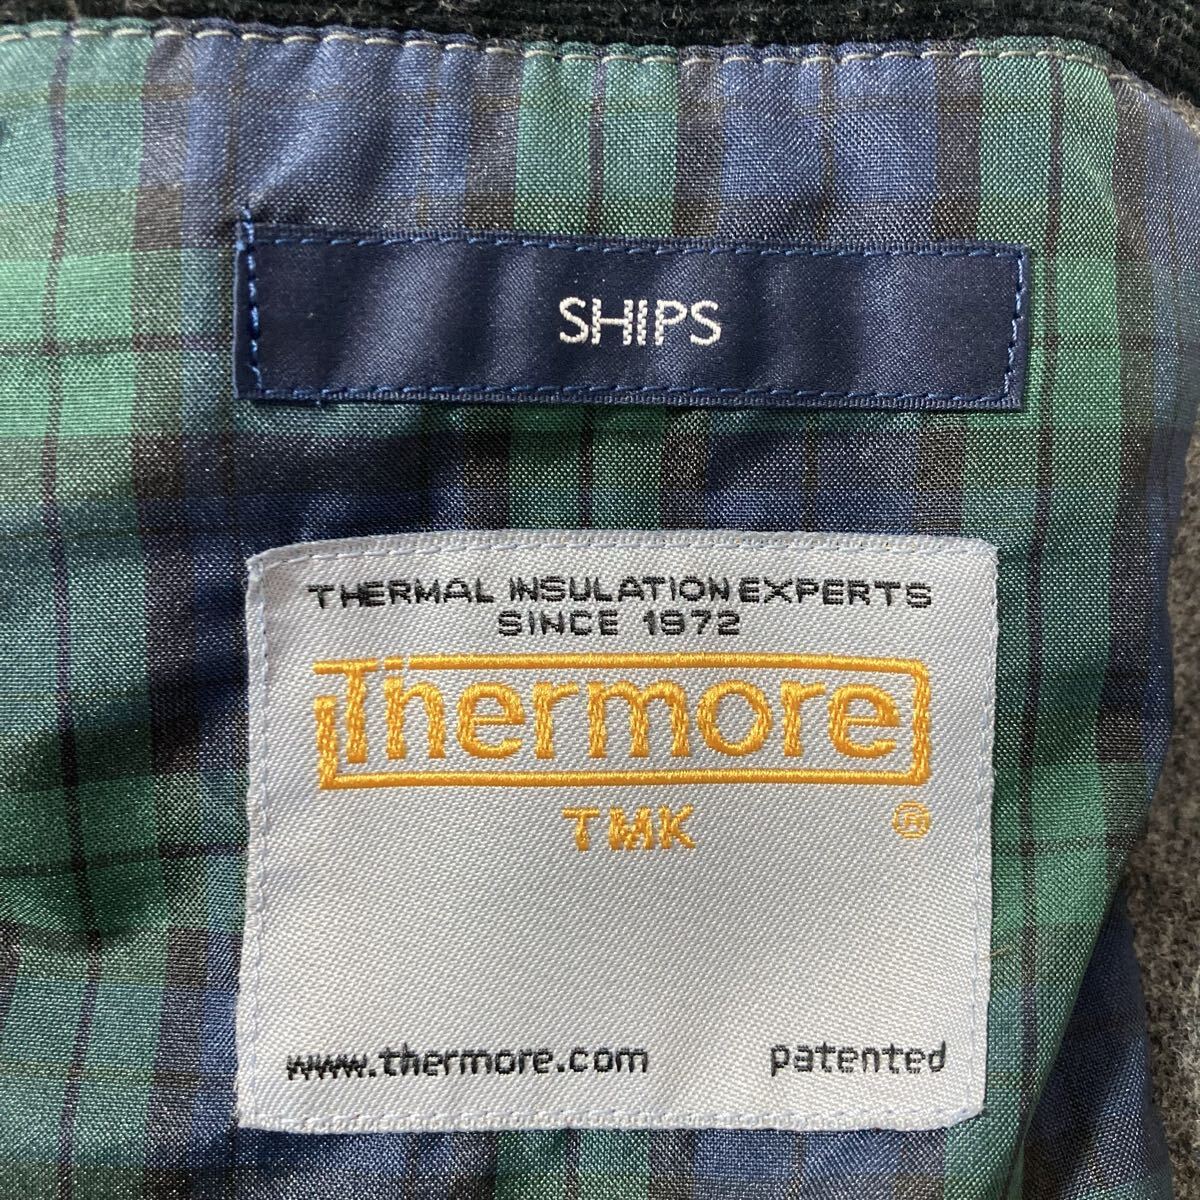 SHIPS
THERMAL INSULATION EXPERTS
SINCE 1972
Thermore
TMK ®
www.thermore.com patented